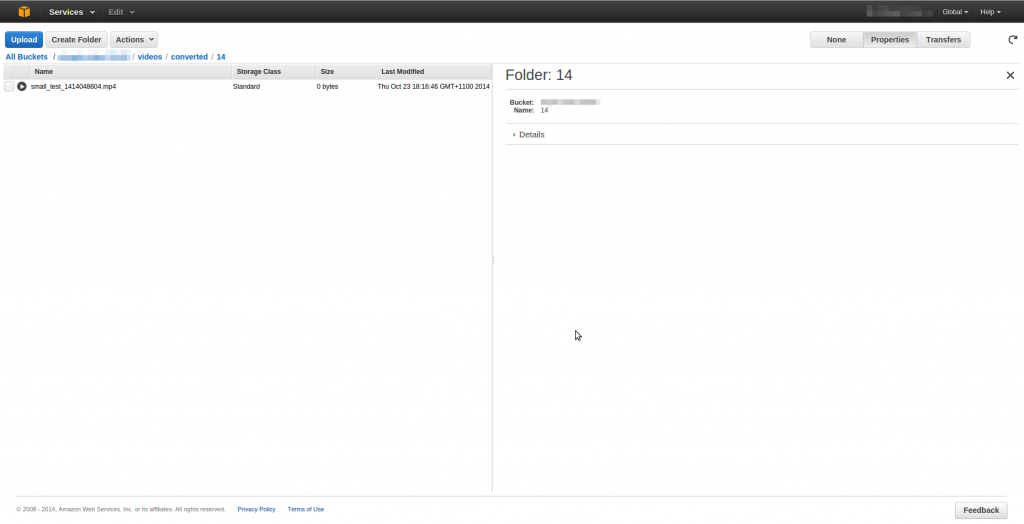 Services Edit Global Help
Upload Create Folder Actions None Properties Transfers
All Buckets / / videos / converted / 14
Name Storage Class Size Last Modified
small_test_1414048604.mp4 Standard 0 bytes Thu Oct 23 18:16:46 GMT+1100 2014
Folder: 14
Bucket:
Name: 14
Details
© 2008 - 2014, Amazon Web Services, Inc. or its affiliates. All rights reserved. Privacy Policy Terms of Use Feedback